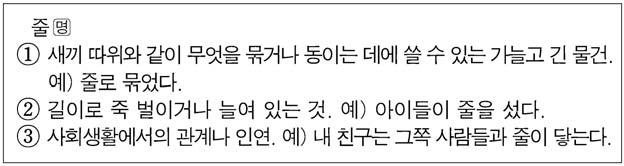 줄 명
① 새끼 따위와 같이 무엇을 묶거나 동이는 데에 쓸 수 있는 가늘고 긴 물건.
예) 줄로 묶었다.
② 길이로 죽 벌이거나 늘여 있는 것. 예) 아이들이 줄을 섰다.
③ 사회생활에서의 관계나 인연. 예) 내 친구는 그쪽 사람들과 줄이 닿는다.